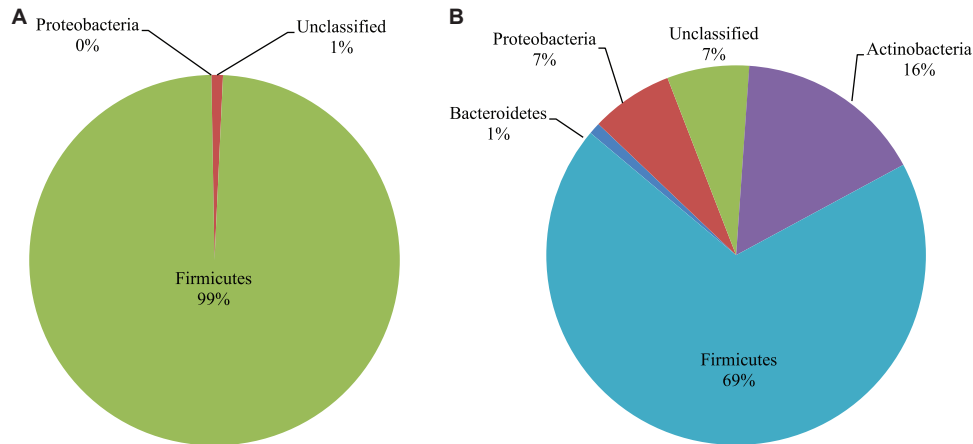 A
Proteobacteria
0%
Unclassified
1%
Firmicutes
99%
B
Bacteroidetes
1%
Proteobacteria
7%
Unclassified
7%
Actinobacteria
16%
Firmicutes
69%